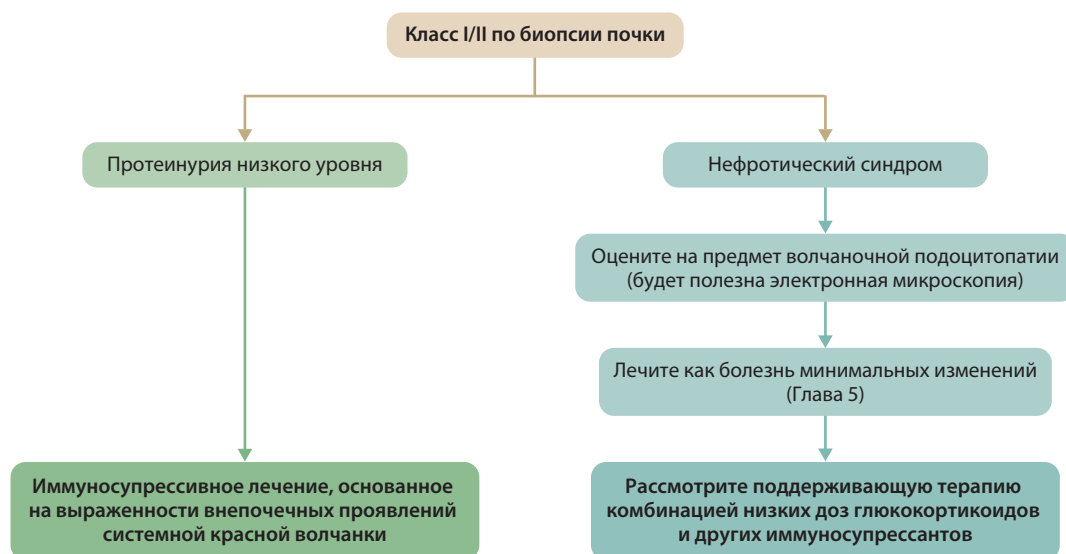 Класс I/II по биопсии почки
Протеинурия низкого уровня
Нефротический синдром
Оцените на предмет волчаночной подоцитопатии
(будет полезна электронная микроскопия)
Лечите как болезнь минимальных изменений
(Глава 5)
Иммуносупрессивное лечение, основанное
на выраженности внепочечных проявлений
системной красной волчанки
Рассмотрите поддерживающую терапию
комбинацией низких доз глюкокортикоидов
и других иммуносупрессантов